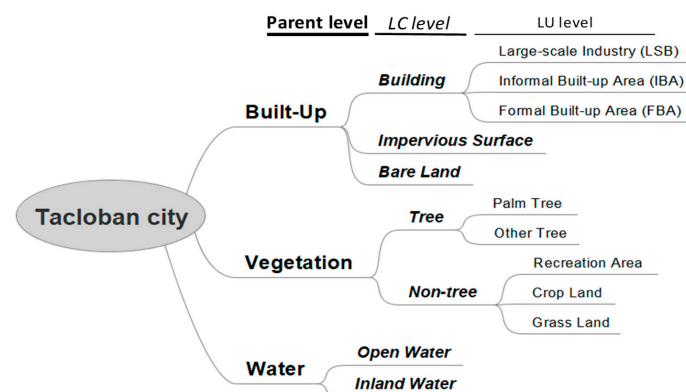 Parent level LC level LU level
Large-scale Industry (LSB)
Building
Informal Built-up Area (IBA)
Built-Up
Formal Built-up Area (FBA)
Impervious Surface
Bare Land
Tacloban city
Palm Tree
Tree
Other Tree
Vegetation
Recreation Area
Non-tree
Crop Land
Grass Land
Open Water
Water
Inland Water